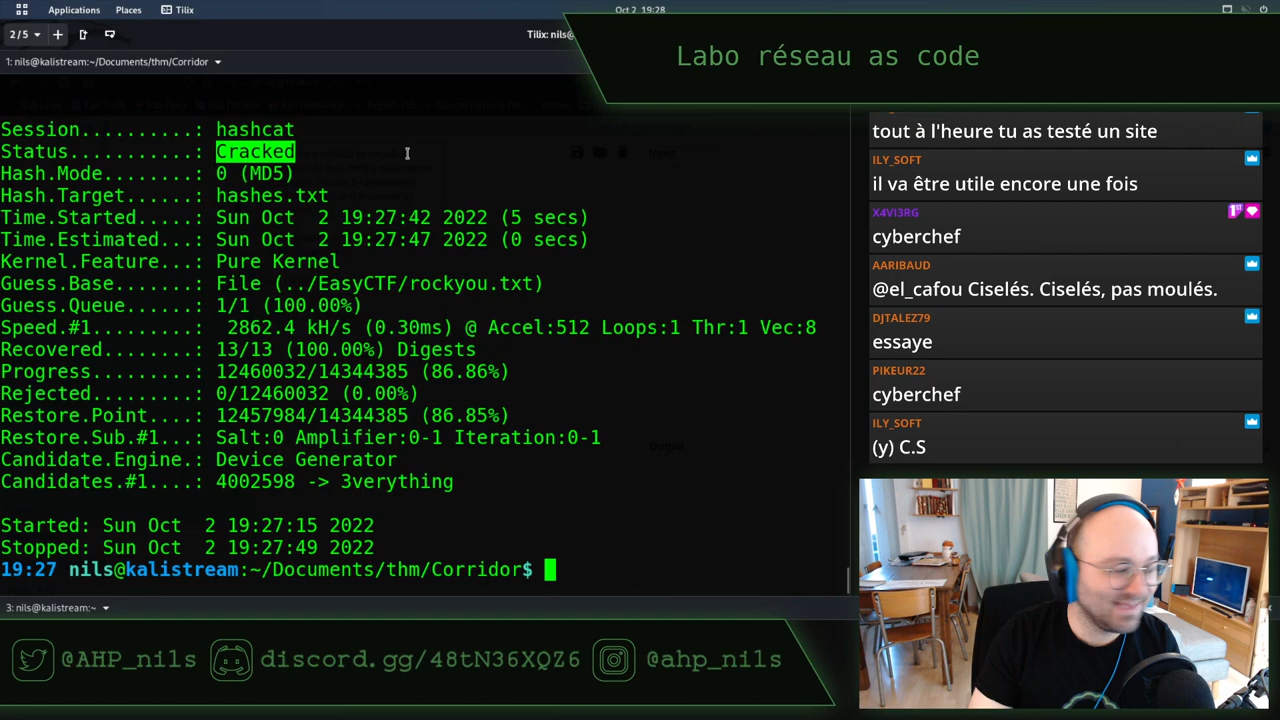 Applications Places Tilix
Oct 2 19:28
2/5
Tilix: nils@
1: nils@kalistream:~/Documents/thm/Corridor
Labo réseau as code
Session..........: hashcat
Status...........: Cracked
Hash.Mode........: 0 (MD5)
Hash.Target......: hashes.txt
Time.Started.....: Sun Oct  2 19:27:42 2022 (5 secs)
Time.Estimated...: Sun Oct  2 19:27:47 2022 (0 secs)
Kernel.Feature...: Pure Kernel
Guess.Base.......: File (../EasyCTF/rockyou.txt)
Guess.Queue......: 1/1 (100.00%)
Speed.#1.........:  2862.4 kH/s (0.30ms) @ Accel:512 Loops:1 Thr:1 Vec:8
Recovered........: 13/13 (100.00%) Digests
Progress.........: 12460032/14344385 (86.86%)
Rejected.........: 0/12460032 (0.00%)
Restore.Point....: 12457984/14344385 (86.85%)
Restore.Sub.#1...: Salt:0 Amplifier:0-1 Iteration:0-1
Candidate.Engine.: Device Generator
Candidates.#1....: 4002598 -> 3verything
Started: Sun Oct  2 19:27:15 2022
Stopped: Sun Oct  2 19:27:49 2022
19:27 nils@kalistream:~/Documents/thm/Corridor$
3: nils@kalistream:~
Input
Output
tout à l'heure tu as testé un site
ILY_SOFT
il va être utile encore une fois
X4VI3RG
cyberchef
AARIBAUD
@el_cafou Ciselés. Ciselés, pas moulés.
DJTALEZ79
essaye
PIKEUR22
cyberchef
ILY_SOFT
(y) C.S
@AHP_nils
discord.gg/48tN36XQZ6
@ahp_nils